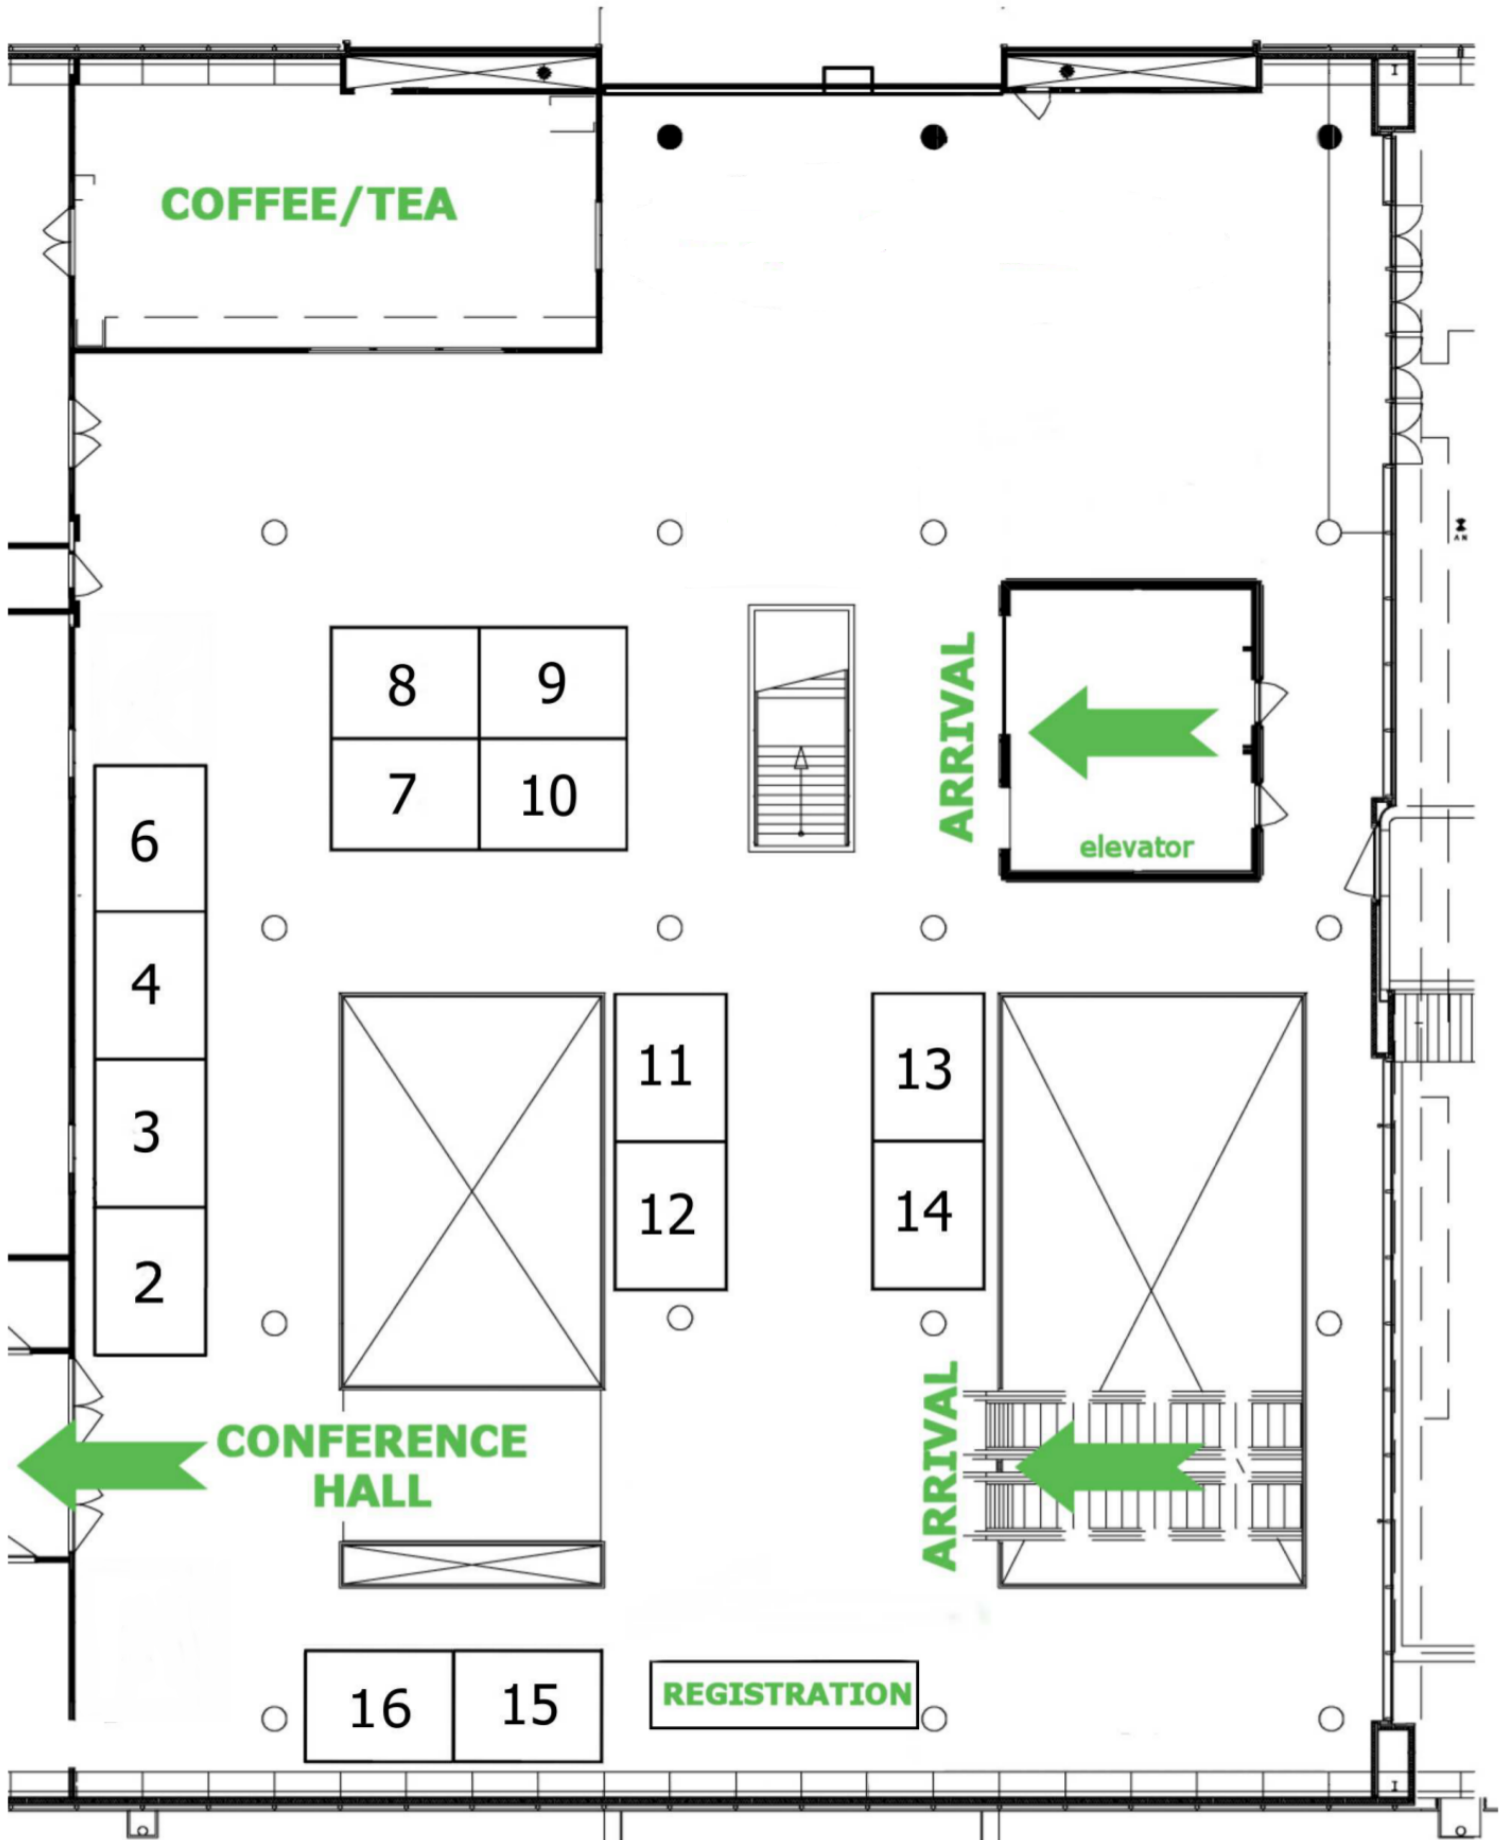 I
I
COFFEE/TEA
8
9
ARRIVAL
7
10
elevator
6
4
11
13
3
12
14
2
CONFERENCE
HALL
ARRIVAL
16
15
REGISTRATION
I